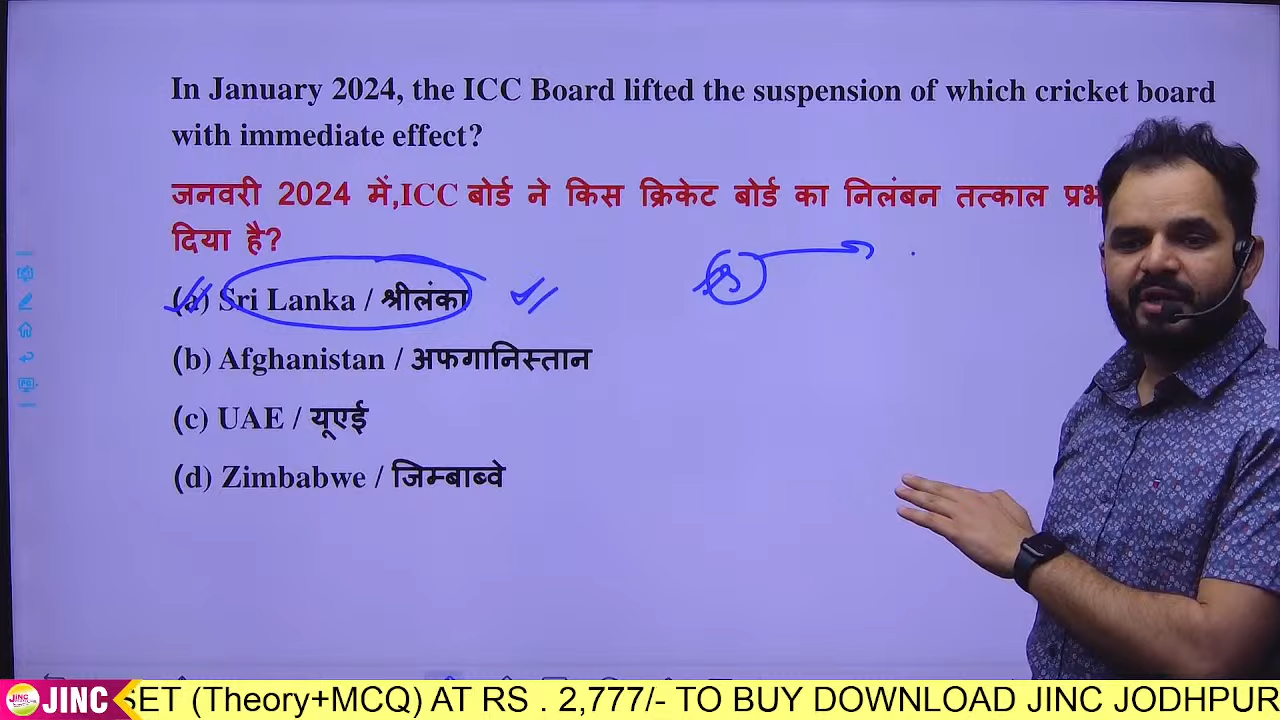 In January 2024, the ICC Board lifted the suspension of which cricket board
with immediate effect?
जनवरी 2024 में,ICC बोर्ड ने किस क्रिकेट बोर्ड का निलंबन तत्काल प्रभ
दिया है?
(a) Sri Lanka / श्रीलंका
(b) Afghanistan / अफगानिस्तान
(c) UAE / यूएई
(d) Zimbabwe / जिम्बाब्वे
JINC SET (Theory+MCQ) AT RS . 2,777/- TO BUY DOWNLOAD JINC JODHPUR